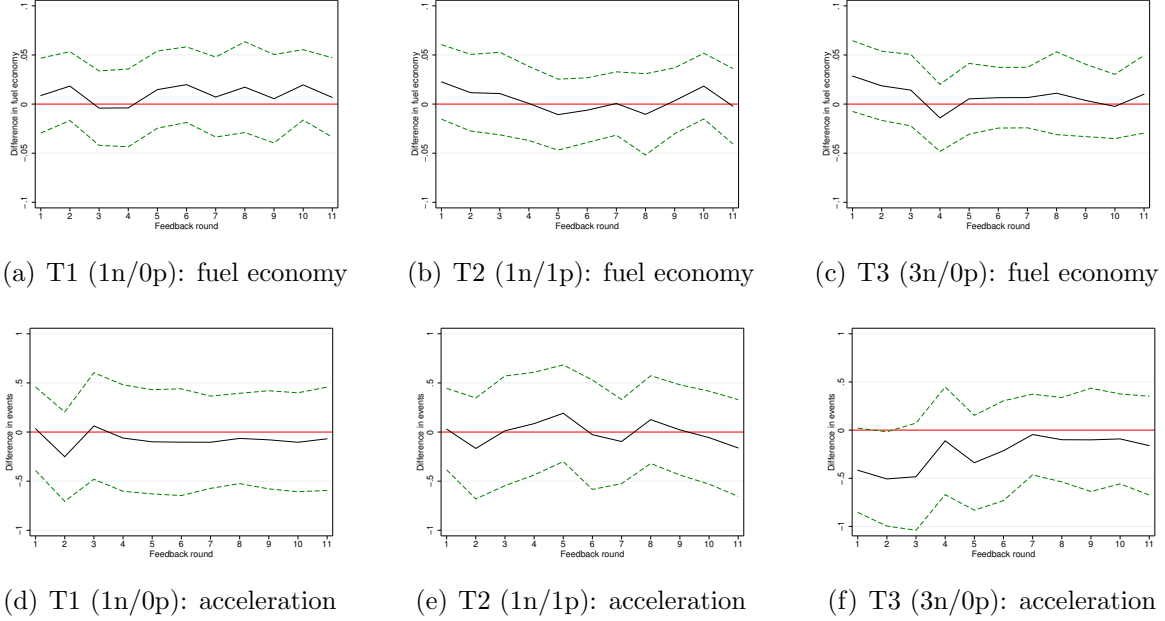 Difference in fuel economy
.1
.05
0
-.05
-.1
1 2 3 4 5 6 7 8 9 10 11
Feedback round
(a) T1 (1n/0p): fuel economy
Difference in fuel economy
.1
.05
0
-.05
-.1
1 2 3 4 5 6 7 8 9 10 11
Feedback round
(b) T2 (1n/1p): fuel economy
Difference in fuel economy
.1
.05
0
-.05
-.1
1 2 3 4 5 6 7 8 9 10 11
Feedback round
(c) T3 (3n/0p): fuel economy
Difference in events
1
.5
0
-.5
-1
1 2 3 4 5 6 7 8 9 10 11
Feedback round
(d) T1 (1n/0p): acceleration
Difference in events
1
.5
0
-.5
-1
1 2 3 4 5 6 7 8 9 10 11
Feedback round
(e) T2 (1n/1p): acceleration
Difference in events
1
.5
0
-.5
-1
1 2 3 4 5 6 7 8 9 10 11
Feedback round
(f) T3 (3n/0p): acceleration